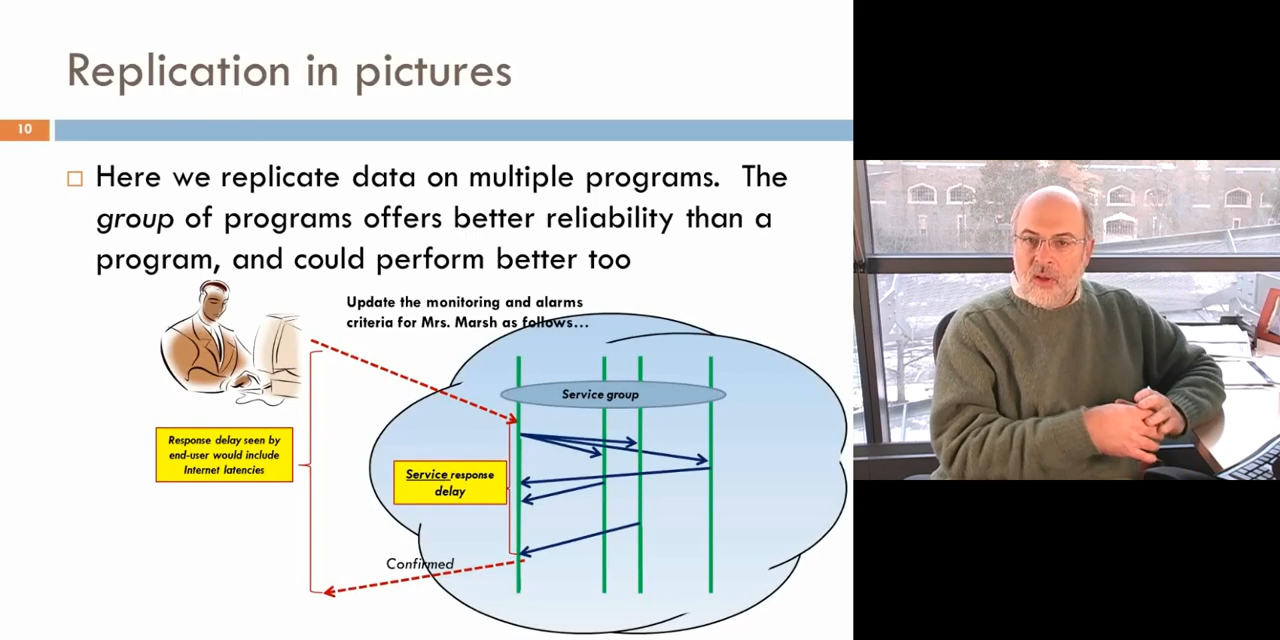 Replication in pictures
10
Here we replicate data on multiple programs. The
group of programs offers better reliability than a
program, and could perform better too
Update the monitoring and alarms
criteria for Mrs. Marsh as follows...
Service group
Response delay seen by
end-user would include
Internet latencies
Service response
delay
Confirmed